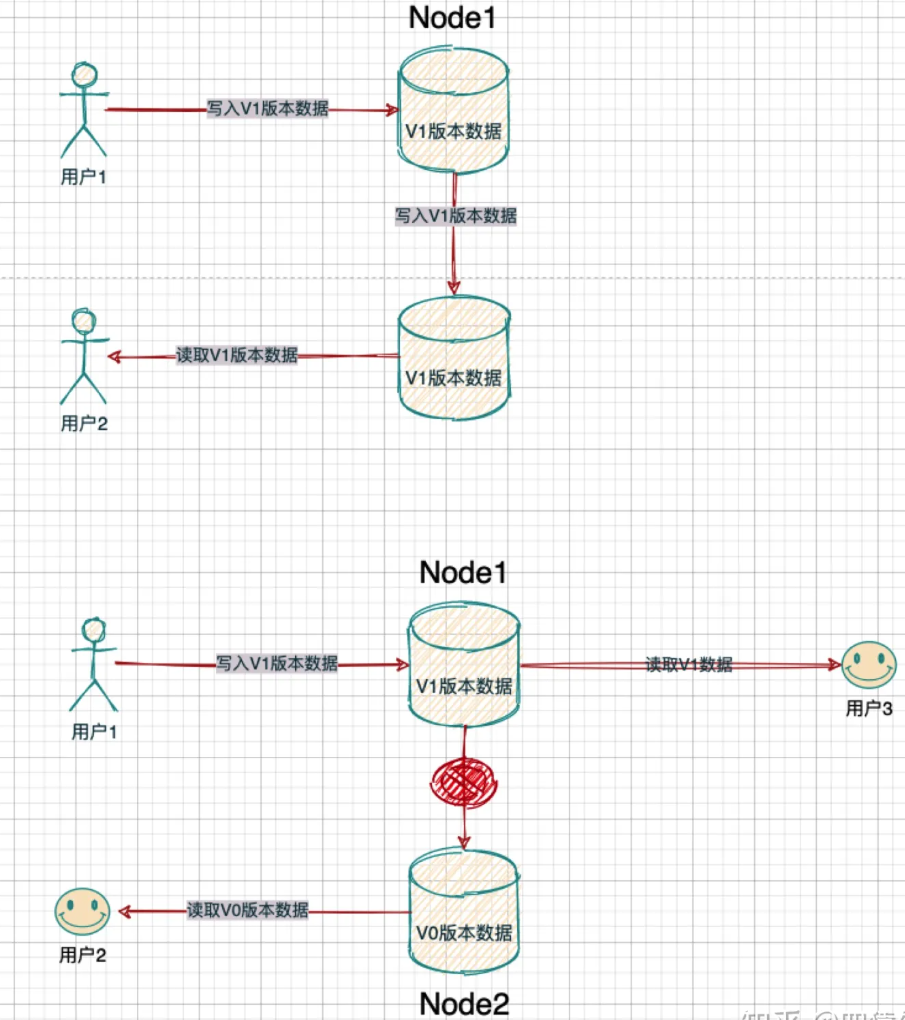 Node1
写入V1版本数据
V1版本数据
用户1
写入V1版本数据
读取V1版本数据
V1版本数据
用户2
Node1
写入V1版本数据
V1版本数据
读取V1数据
用户1
用户3
读取V0版本数据
V0版本数据
用户2
Node2